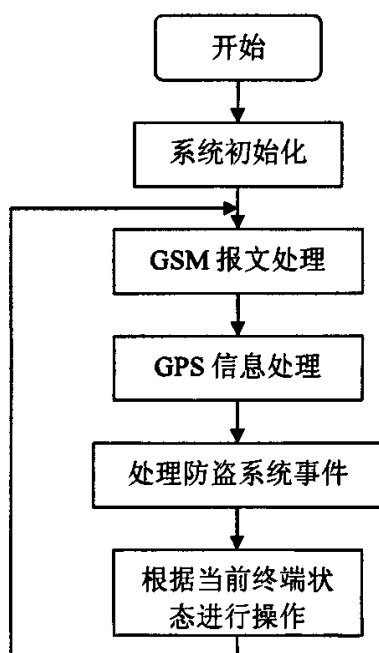 开始
系统初始化
GSM 报文处理
GPS 信息处理
处理防盗系统事件
根据当前终端状
态进行操作